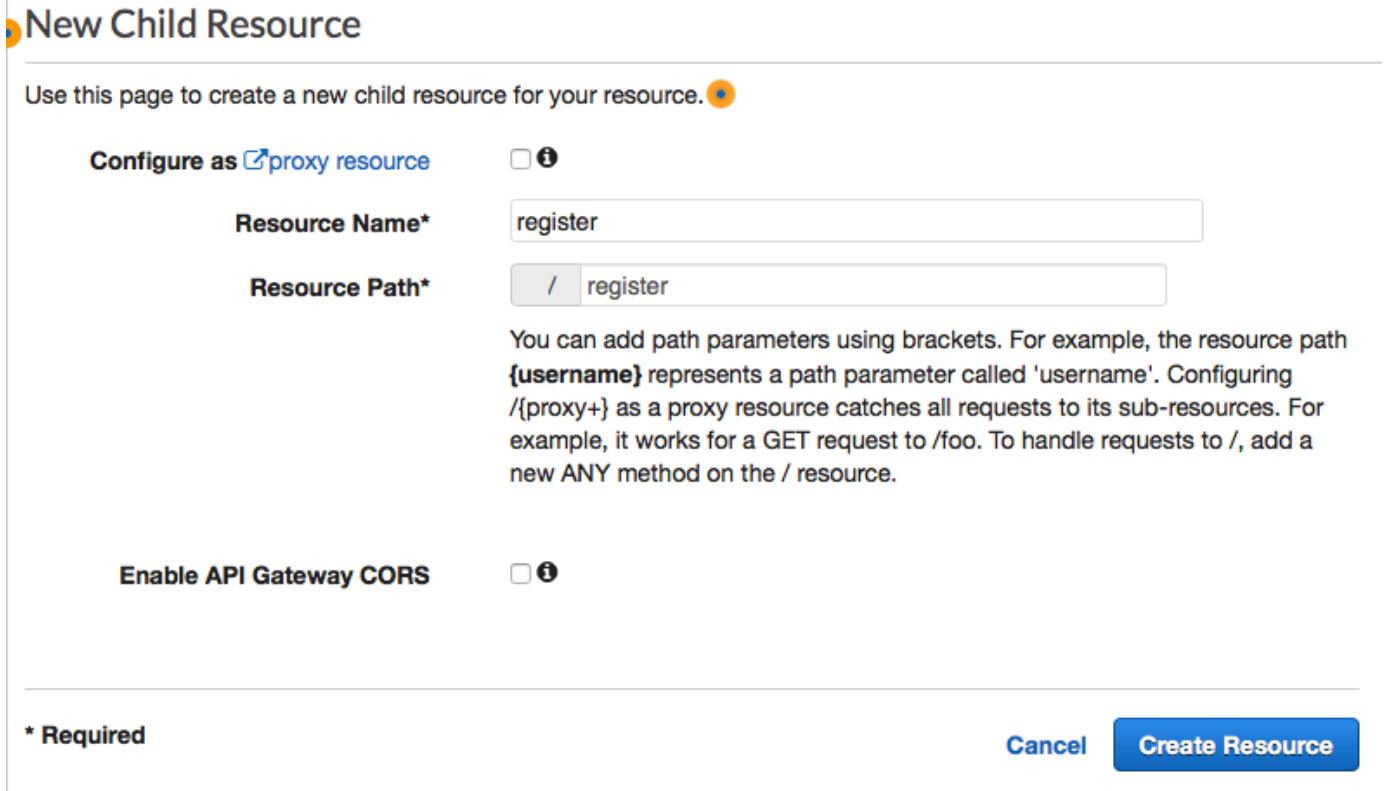 New Child Resource
Use this page to create a new child resource for your resource.
Configure as proxy resource
Resource Name* register
Resource Path* / register
You can add path parameters using brackets. For example, the resource path
{username} represents a path parameter called 'username'. Configuring
/{proxy+} as a proxy resource catches all requests to its sub-resources. For
example, it works for a GET request to /foo. To handle requests to /, add a
new ANY method on the / resource.
Enable API Gateway CORS
* Required
Cancel Create Resource